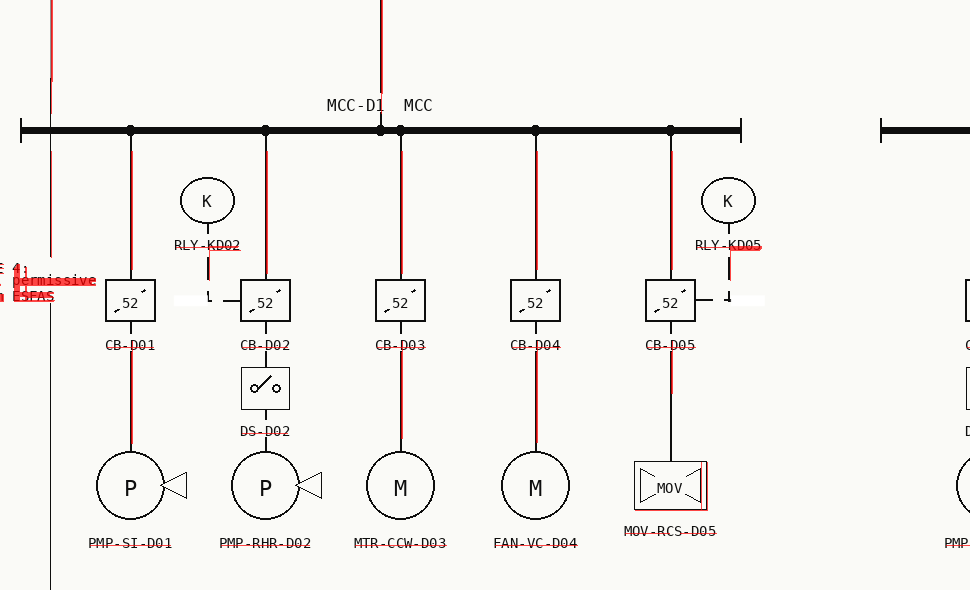 MCC-D1 MCC
K K
RLY-KD02 RLY-KD05
4;
permissive
ESFAS
52 52 52 52 52
CB-D01 CB-D02 CB-D03 CB-D04 CB-D05
DS-D02
P P M M MOV
MOV-RCS-D05
PMP-SI-D01 PMP-RHR-D02 MTR-CCW-D03 FAN-VC-D04 PMP